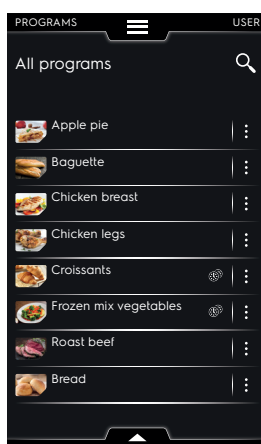 PROGRAMS USER
All programs
Apple pie
Baguette
Chicken breast
Chicken legs
Croissants
Frozen mix vegetables
Roast beef
Bread